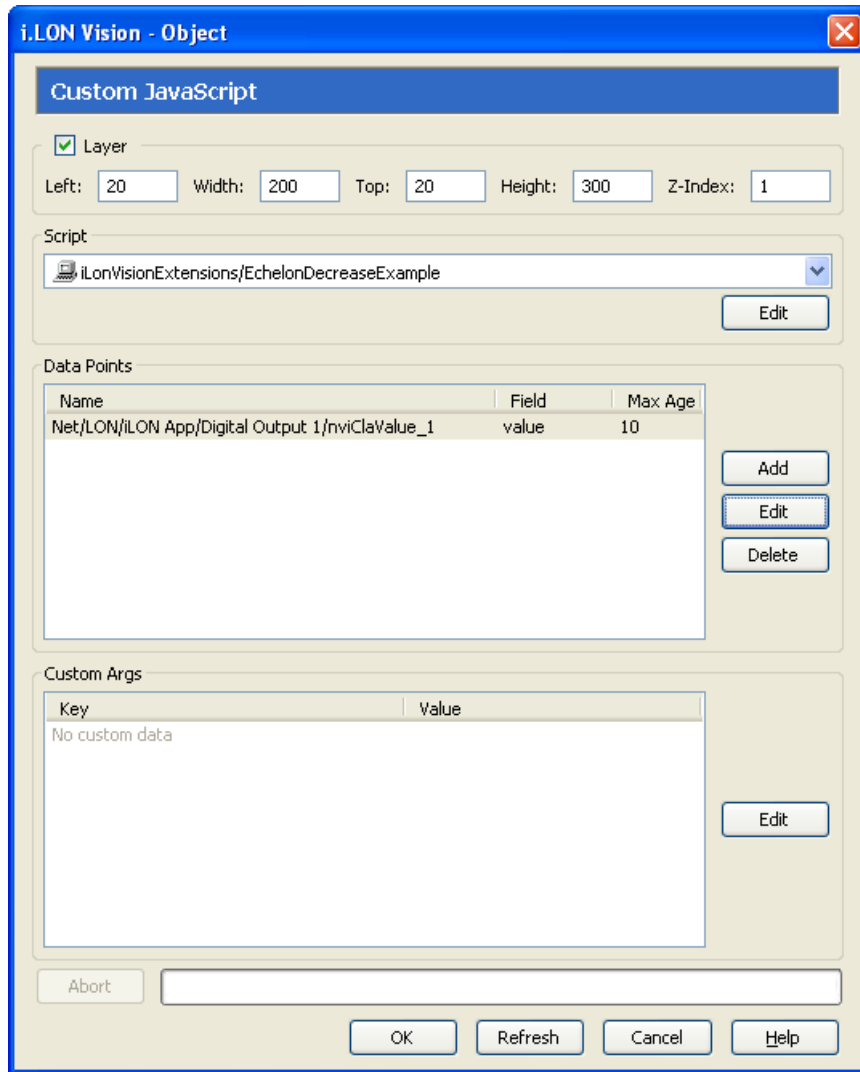 i.LON Vision - Object
Custom JavaScript
Layer
Left: 20 Width: 200 Top: 20 Height: 300 Z-Index: 1
Script
iLonVisionExtensions/EchelonDecreaseExample
Edit
Data Points
Name Field Max Age
Net/LON/iLON App/Digital Output 1/nviClaValue_1 value 10
Add
Edit
Delete
Custom Args
Key Value
No custom data
Edit
Abort
OK Refresh Cancel Help